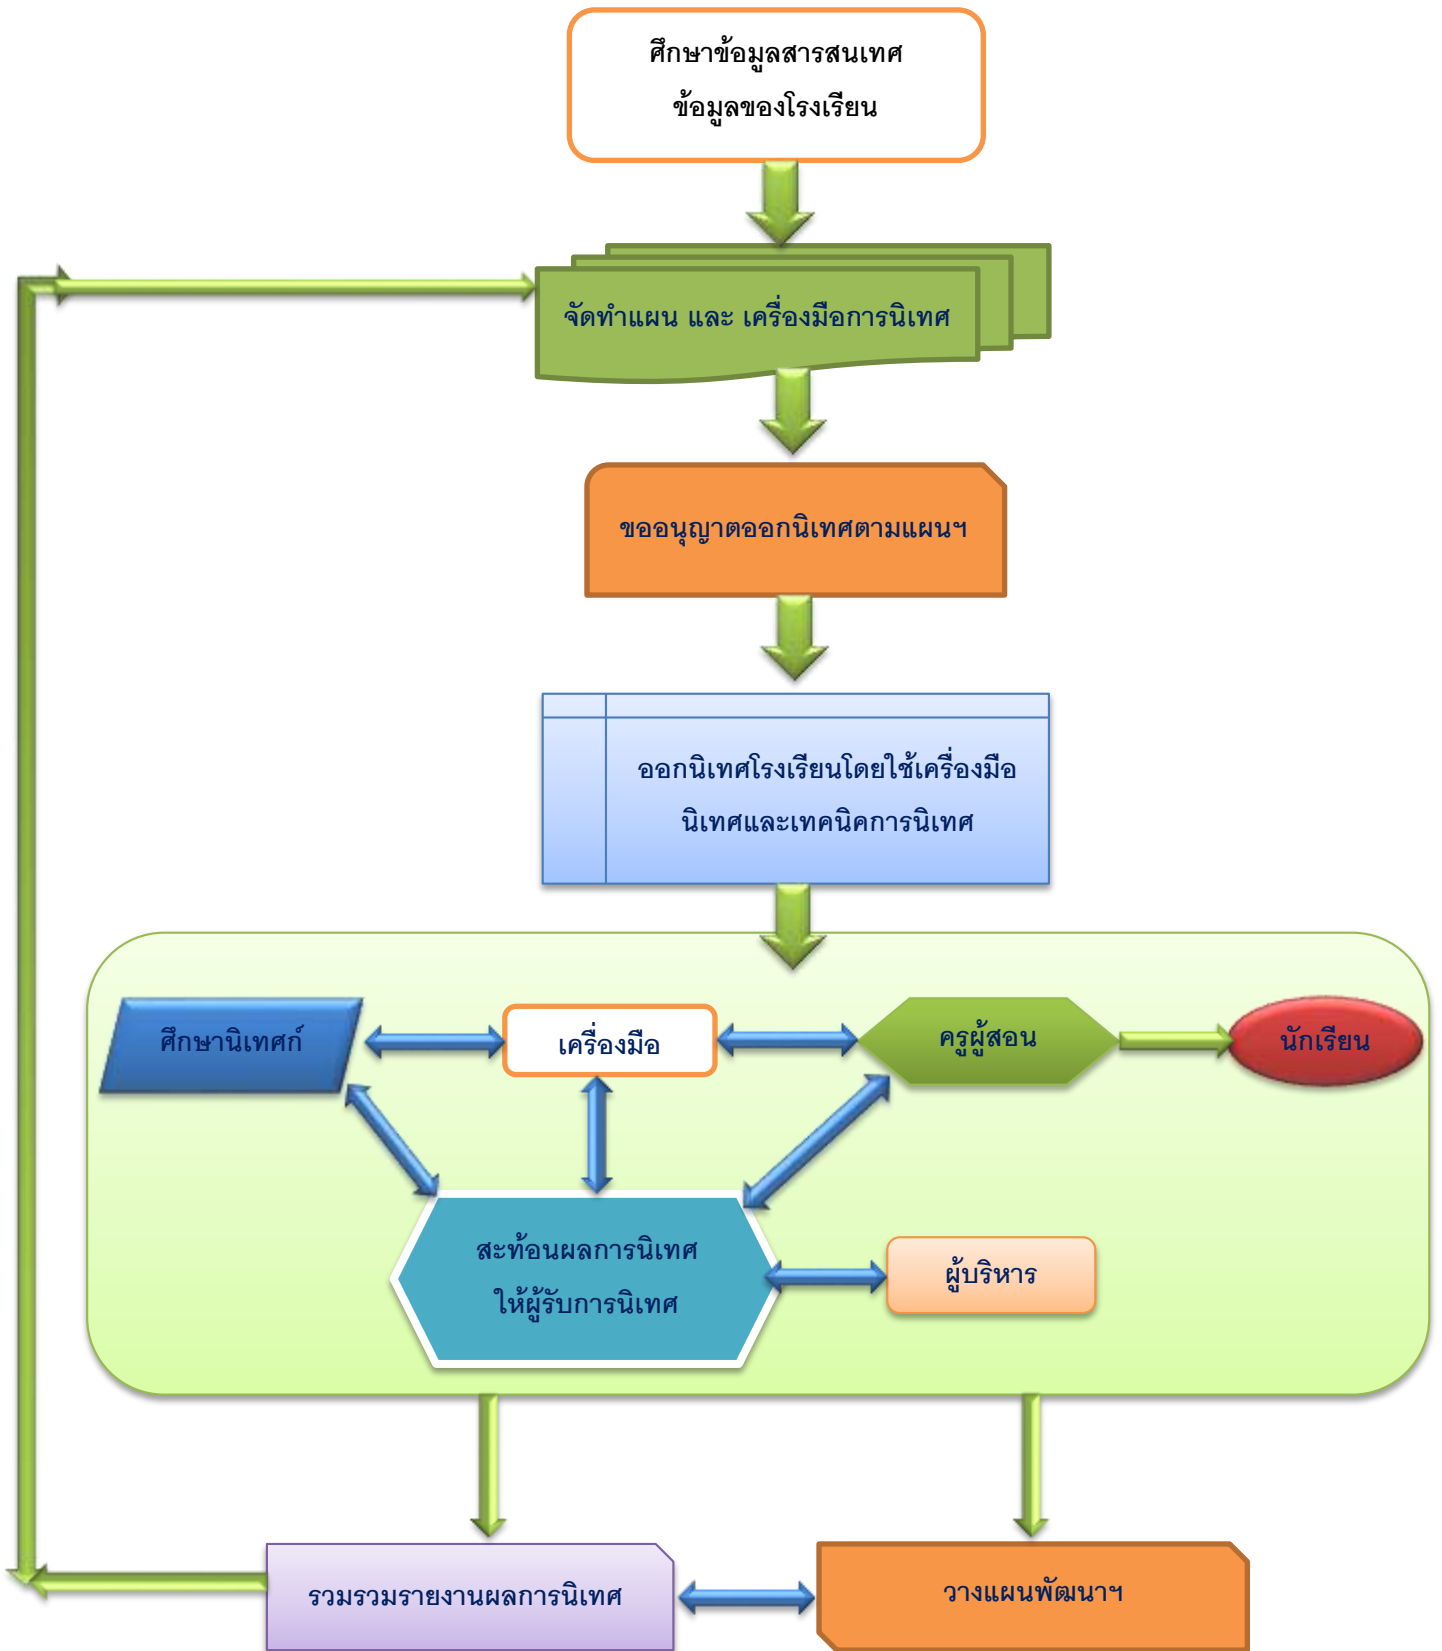 ศึกษาข้อมูลสารสนเทศ
ข้อมูลของโรงเรียน
จัดทำแผน และ เครื่องมือการนิเทศ
ขออนุญาตออกนิเทศตามแผนฯ
ออกนิเทศโรงเรียนโดยใช้เครื่องมือ
นิเทศและเทคนิคการนิเทศ
ศึกษานิเทศก์
เครื่องมือ
ครูผู้สอน
นักเรียน
สะท้อนผลการนิเทศ
ให้ผู้รับการนิเทศ
ผู้บริหาร
รวมรวมรายงานผลการนิเทศ
วางแผนพัฒนาฯ